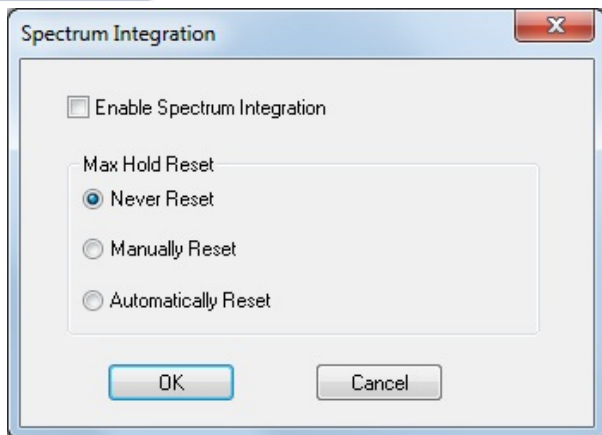 Spectrum Integration
Enable Spectrum Integration
Max Hold Reset
Never Reset
Manually Reset
Automatically Reset
OK
Cancel